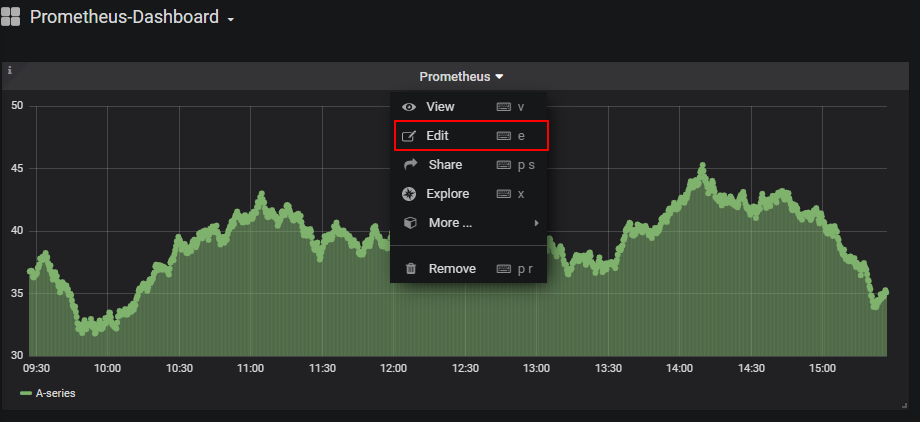 Prometheus-Dashboard
i
Prometheus
View v
Edit e
Share p s
Explore x
More ...
Remove p r
50
45
40
35
30
09:30 10:00 10:30 11:00 11:30 12:00 12:30 13:00 13:30 14:00 14:30 15:00
A-series